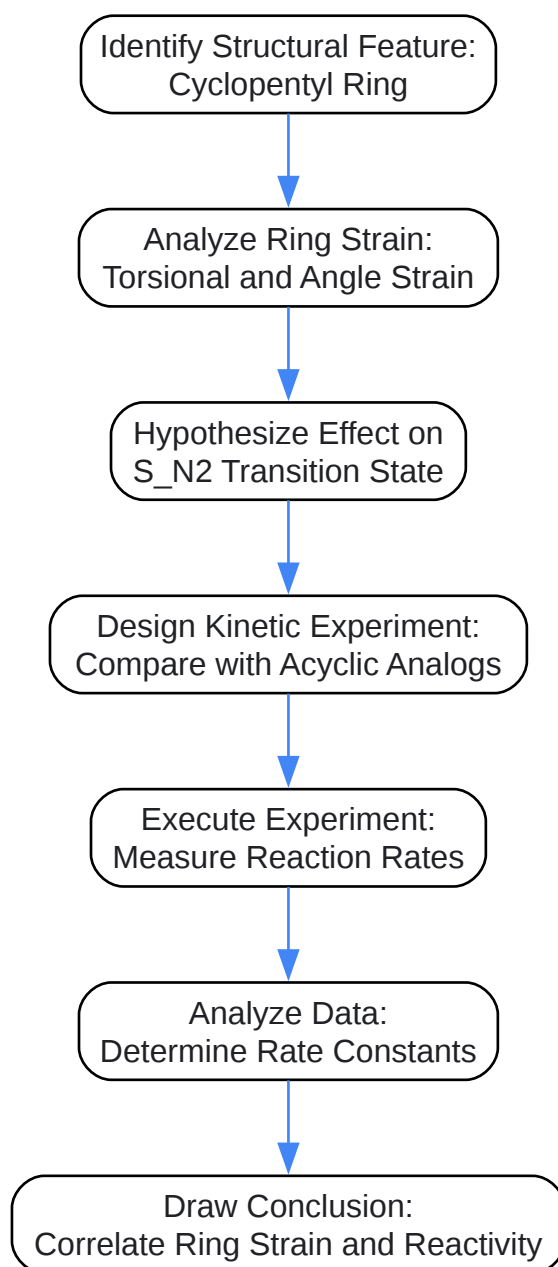 Identify Structural Feature:
Cyclopentyl Ring
Analyze Ring Strain:
Torsional and Angle Strain
Hypothesize Effect on
S_N2 Transition State
Design Kinetic Experiment:
Compare with Acyclic Analogs
Execute Experiment:
Measure Reaction Rates
Analyze Data:
Determine Rate Constants
Draw Conclusion:
Correlate Ring Strain and Reactivity